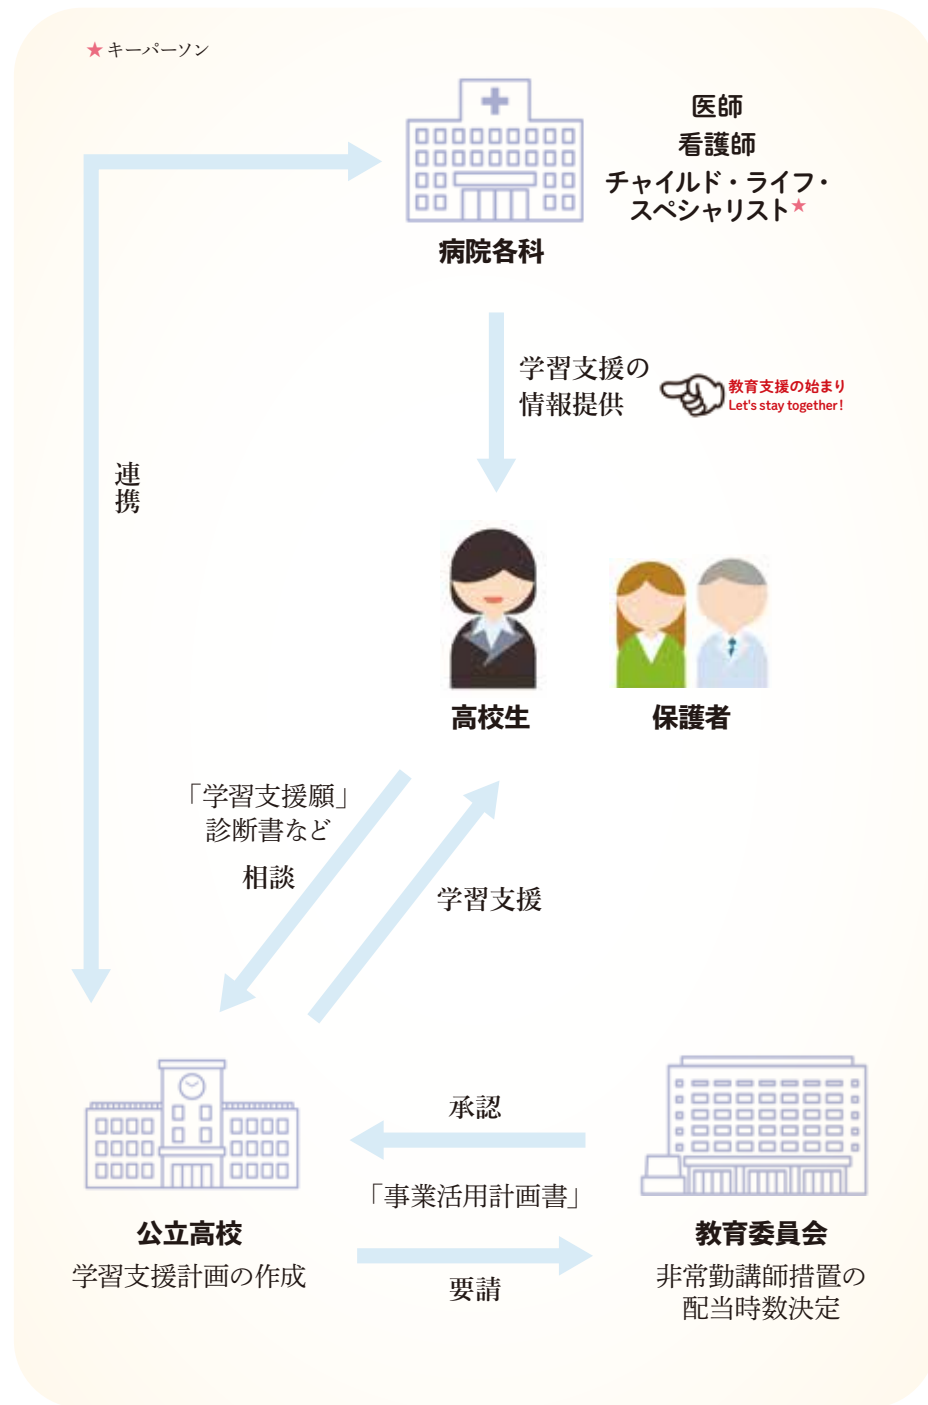 ★キーパーソン
医師
看護師
チャイルド・ライフ・
スペシャリスト★
病院各科
学習支援の
情報提供
教育支援の始まり
Let's stay together!
連携
高校生
保護者
「学習支援願」
診断書など
相談
学習支援
承認
「事業活用計画書」
要請
公立高校
学習支援計画の作成
教育委員会
非常勤講師措置の
配当時数決定